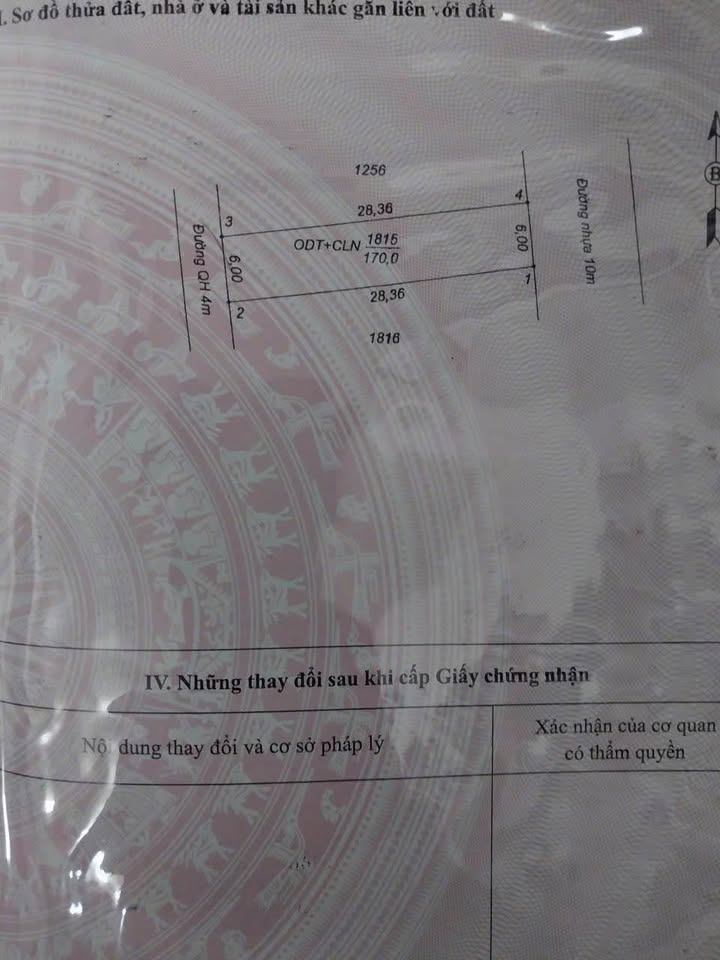 I. Sơ đồ thửa đất, nhà ở và tài sản khác gắn liền với đất
B
1256
4
3
28,36
Đường nhựa 10m
Đường QH 4m
6,00
ODT+CLN 1815
170,0
6,00
1
2
28,36
1816
IV. Những thay đổi sau khi cấp Giấy chứng nhận
Nội dung thay đổi và cơ sở pháp lý
Xác nhận của cơ quan
có thẩm quyền